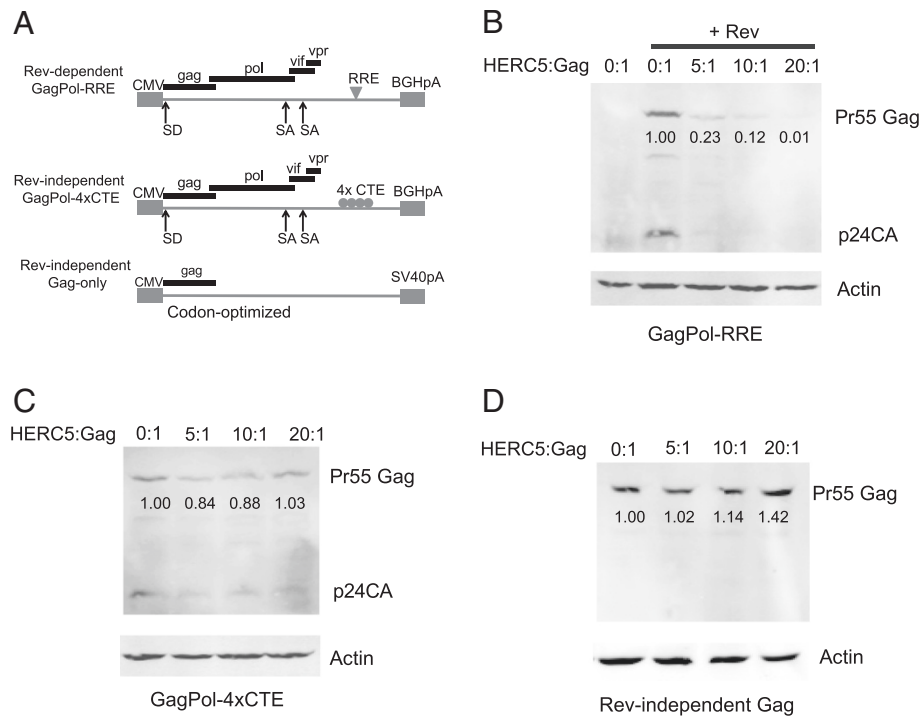 A
Rev-dependent
GagPol-RRE
CMV
gag
pol
vif
vpr
RRE
BGHpA
SD
SA
SA
Rev-independent
GagPol-4xCTE
CMV
gag
pol
vif
vpr
4x CTE
BGHpA
SD
SA
SA
Rev-independent
Gag-only
CMV
gag
SV40pA
Codon-optimized
B
+ Rev
HERC5:Gag 0:1 0:1 5:1 10:1 20:1
Pr55 Gag
1.00 0.23 0.12 0.01
p24CA
Actin
GagPol-RRE
C
HERC5:Gag 0:1 5:1 10:1 20:1
Pr55 Gag
1.00 0.84 0.88 1.03
p24CA
Actin
GagPol-4xCTE
D
HERC5:Gag 0:1 5:1 10:1 20:1
Pr55 Gag
1.00 1.02 1.14 1.42
Actin
Rev-independent Gag